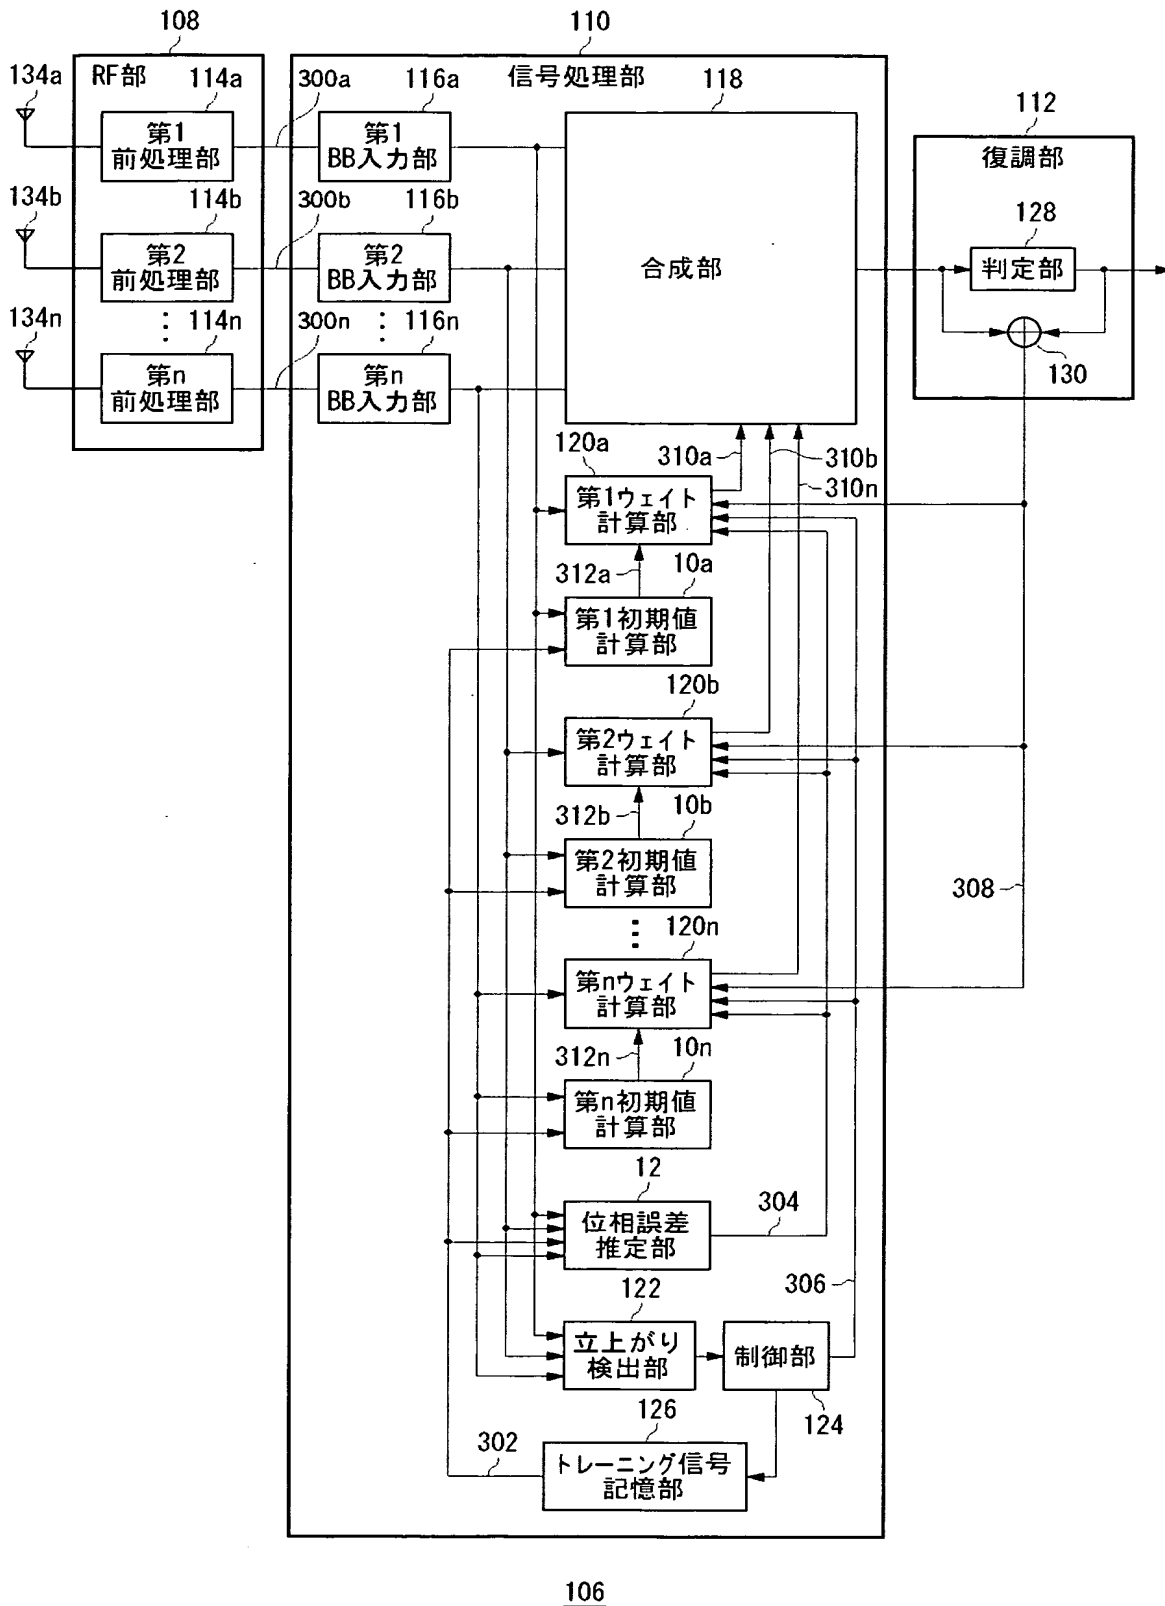 108
110
134a
RF部
114a
300a
116a
信号処理部
118
112
第1
前処理部
第1
BB入力部
復調部
134b
114b
300b
116b
128
第2
前処理部
第2
BB入力部
合成部
判定部
134n
114n
300n
116n
130
第n
前処理部
第n
BB入力部
120a
310a
310b
310n
第1ウェイト
計算部
312a
10a
第1初期値
計算部
120b
第2ウェイト
計算部
312b
10b
第2初期値
計算部
308
120n
第nウェイト
計算部
312n
10n
第n初期値
計算部
12
304
位相誤差
推定部
306
122
立上がり
検出部
制御部
124
126
302
トレーニング信号
記憶部
106